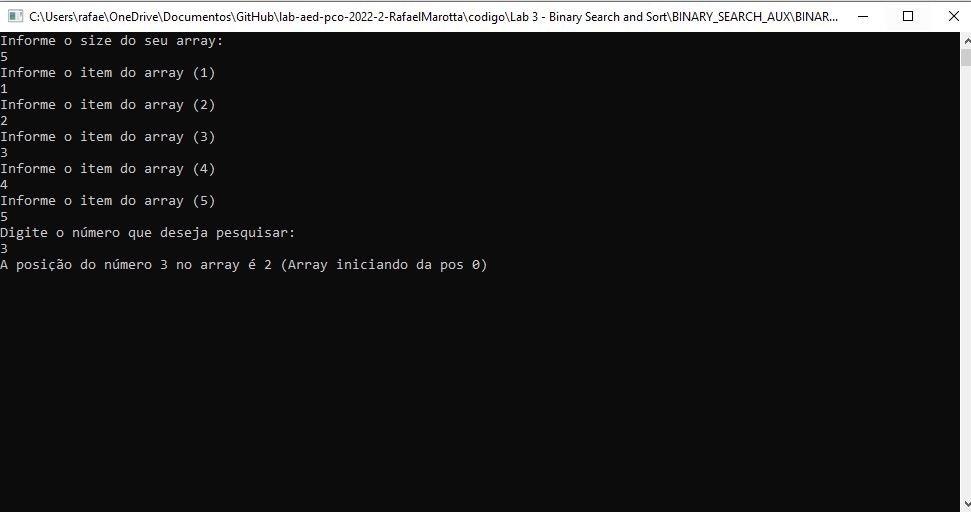 C:\Users\rafae\OneDrive\Documentos\GitHub\lab-aed-pco-2022-2-RafaelMarotta\codigo\Lab 3 - Binary Search and Sort\BINARY_SEARCH_AUX\BINAR...
Informe o size do seu array:
5
Informe o item do array (1)
1
Informe o item do array (2)
2
Informe o item do array (3)
3
Informe o item do array (4)
4
Informe o item do array (5)
5
Digite o número que deseja pesquisar:
3
A posição do número 3 no array é 2 (Array iniciando da pos 0)